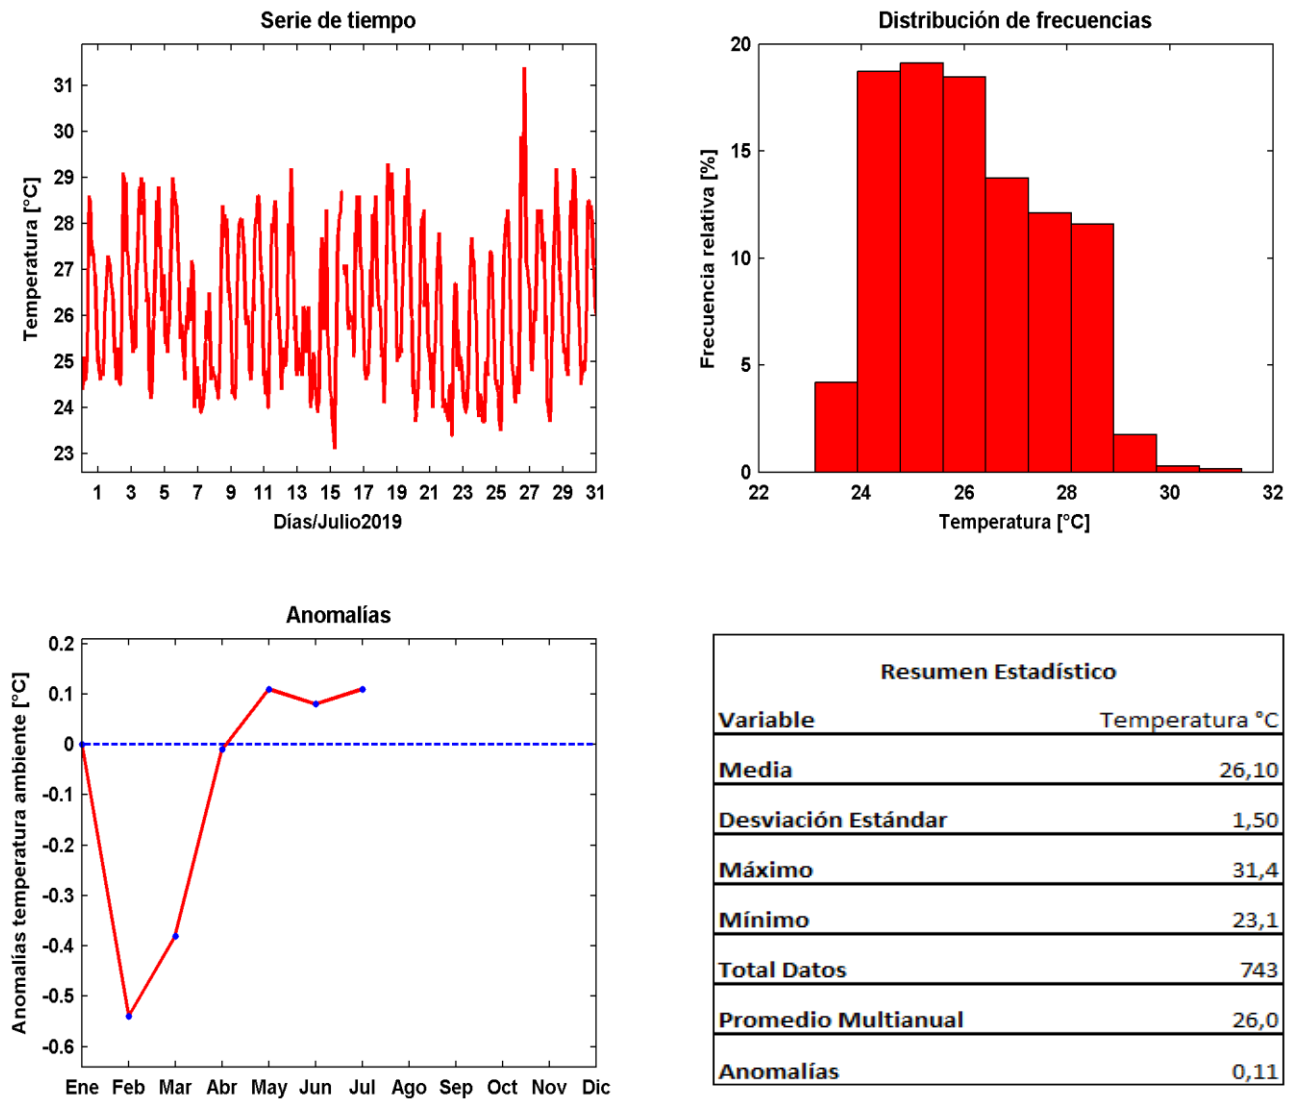 Serie de tiempo
Temperatura [°C]
31
30
29
28
27
26
25
24
23
1 3 5 7 9 11 13 15 17 19 21 23 25 27 29 31
Días/Julio2019
Distribución de frecuencias
Frecuencia relativa [%]
20
15
10
5
0
22 24 26 28 30 32
Temperatura [°C]
Anomalías
Anomalías temperatura ambiente [°C]
0.2
0.1
0
-0.1
-0.2
-0.3
-0.4
-0.5
-0.6
Ene Feb Mar Abr May Jun Jul Ago Sep Oct Nov Dic
Resumen Estadístico
Variable Temperatura °C
Media 26,10
Desviación Estándar 1,50
Máximo 31,4
Mínimo 23,1
Total Datos 743
Promedio Multianual 26,0
Anomalías 0,11